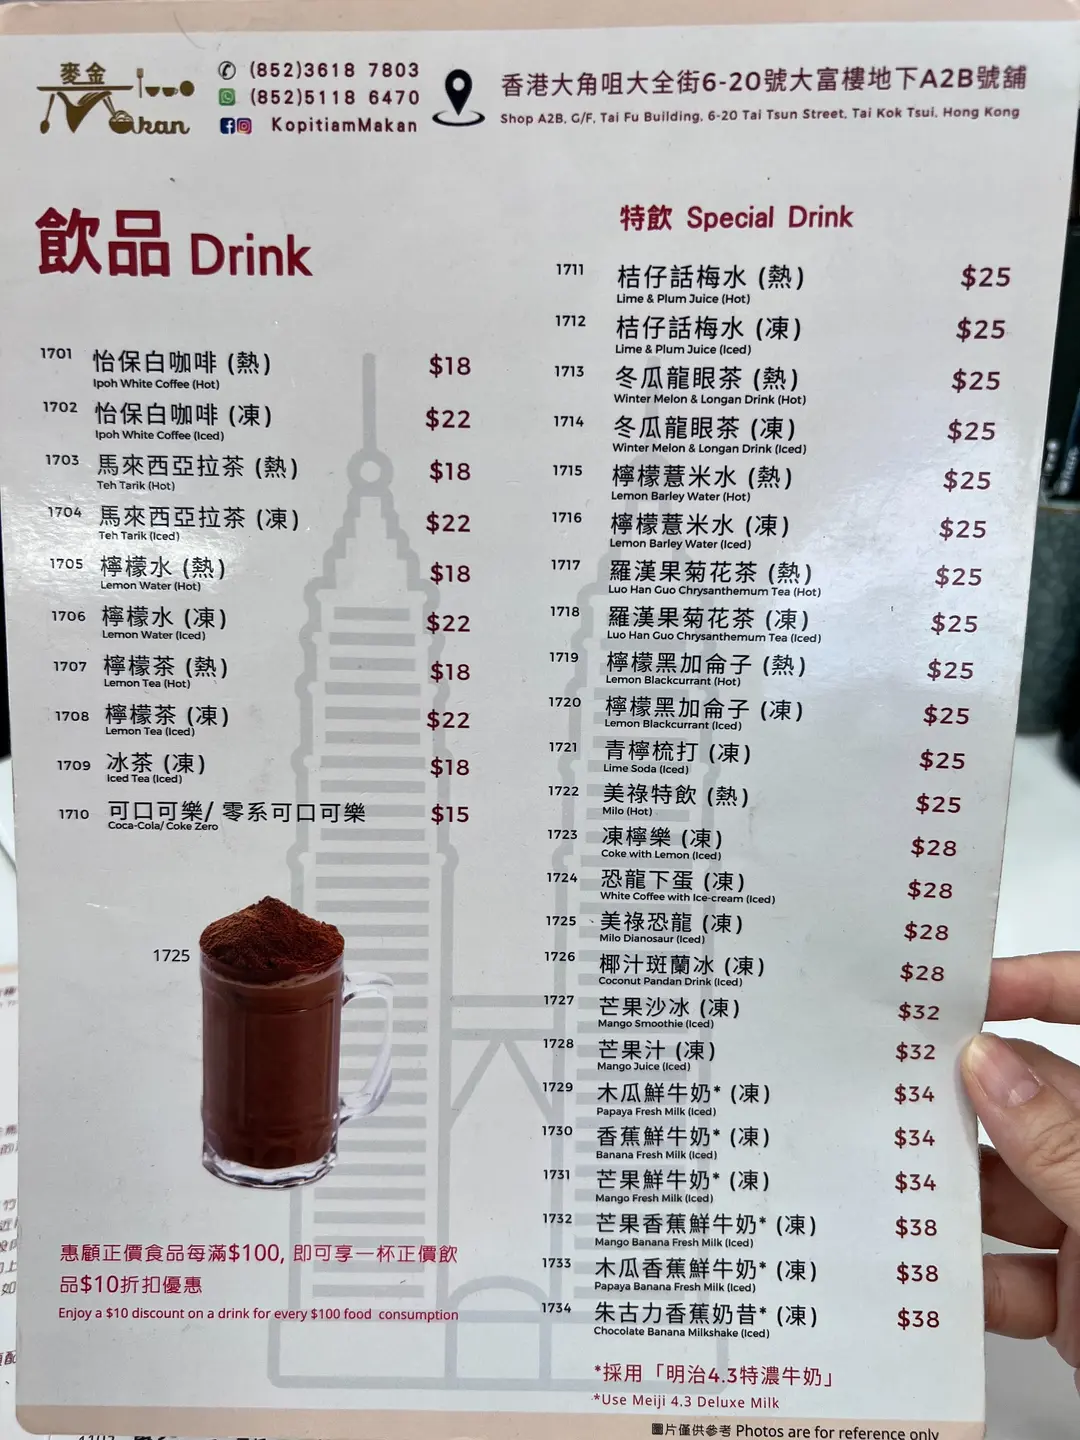 麥金
Makan
(852)3618 7803
(852)5118 6470
KopitiamMakan
香港大角咀大全街6-20號大富樓地下A2B號舖
Shop A2B, G/F, Tai Fu Building, 6-20 Tai Tsun Street, Tai Kok Tsui, Hong Kong
飲品 Drink
1701 怡保白咖啡 (熱) $18
Ipoh White Coffee (Hot)
1702 怡保白咖啡 (凍) $22
Ipoh White Coffee (Iced)
1703 馬來西亞拉茶 (熱) $18
Teh Tarik (Hot)
1704 馬來西亞拉茶 (凍) $22
Teh Tarik (Iced)
1705 檸檬水 (熱) $18
Lemon Water (Hot)
1706 檸檬水 (凍) $22
Lemon Water (Iced)
1707 檸檬茶 (熱) $18
Lemon Tea (Hot)
1708 檸檬茶 (凍) $22
Lemon Tea (Iced)
1709 冰茶 (凍) $18
Iced Tea (Iced)
1710 可口可樂/ 零系可口可樂 $15
Coca-Cola/ Coke Zero
1725
惠顧正價食品每滿$100, 即可享一杯正價飲
品$10折扣優惠
Enjoy a $10 discount on a drink for every $100 food consumption
特飲 Special Drink
1711 桔仔話梅水 (熱) $25
Lime & Plum Juice (Hot)
1712 桔仔話梅水 (凍) $25
Lime & Plum Juice (Iced)
1713 冬瓜龍眼茶 (熱) $25
Winter Melon & Longan Drink (Hot)
1714 冬瓜龍眼茶 (凍) $25
Winter Melon & Longan Drink (Iced)
1715 檸檬薏米水 (熱) $25
Lemon Barley Water (Hot)
1716 檸檬薏米水 (凍) $25
Lemon Barley Water (Iced)
1717 羅漢果菊花茶 (熱) $25
Luo Han Guo Chrysanthemum Tea (Hot)
1718 羅漢果菊花茶 (凍) $25
Luo Han Guo Chrysanthemum Tea (Iced)
1719 檸檬黑加侖子 (熱) $25
Lemon Blackcurrant (Hot)
1720 檸檬黑加侖子 (凍) $25
Lemon Blackcurrant (Iced)
1721 青檸梳打 (凍) $25
Lime Soda (Iced)
1722 美祿特飲 (熱) $25
Milo (Hot)
1723 凍檸樂 (凍) $28
Coke with Lemon (Iced)
1724 恐龍下蛋 (凍) $28
White Coffee with Ice-cream (Iced)
1725 美祿恐龍 (凍) $28
Milo Dianosaur (Iced)
1726 椰汁斑蘭冰 (凍) $28
Coconut Pandan Drink (Iced)
1727 芒果沙冰 (凍) $32
Mango Smoothie (Iced)
1728 芒果汁 (凍) $32
Mango Juice (Iced)
1729 木瓜鮮牛奶* (凍) $34
Papaya Fresh Milk (Iced)
1730 香蕉鮮牛奶* (凍) $34
Banana Fresh Milk (Iced)
1731 芒果鮮牛奶* (凍) $34
Mango Fresh Milk (Iced)
1732 芒果香蕉鮮牛奶* (凍) $38
Mango Banana Fresh Milk (Iced)
1733 木瓜香蕉鮮牛奶* (凍) $38
Papaya Banana Fresh Milk (Iced)
1734 朱古力香蕉奶昔* (凍) $38
Chocolate Banana Milkshake (Iced)
*採用「明治4.3特濃牛奶」
*Use Meiji 4.3 Deluxe Milk
圖片僅供參考 Photos are for reference only